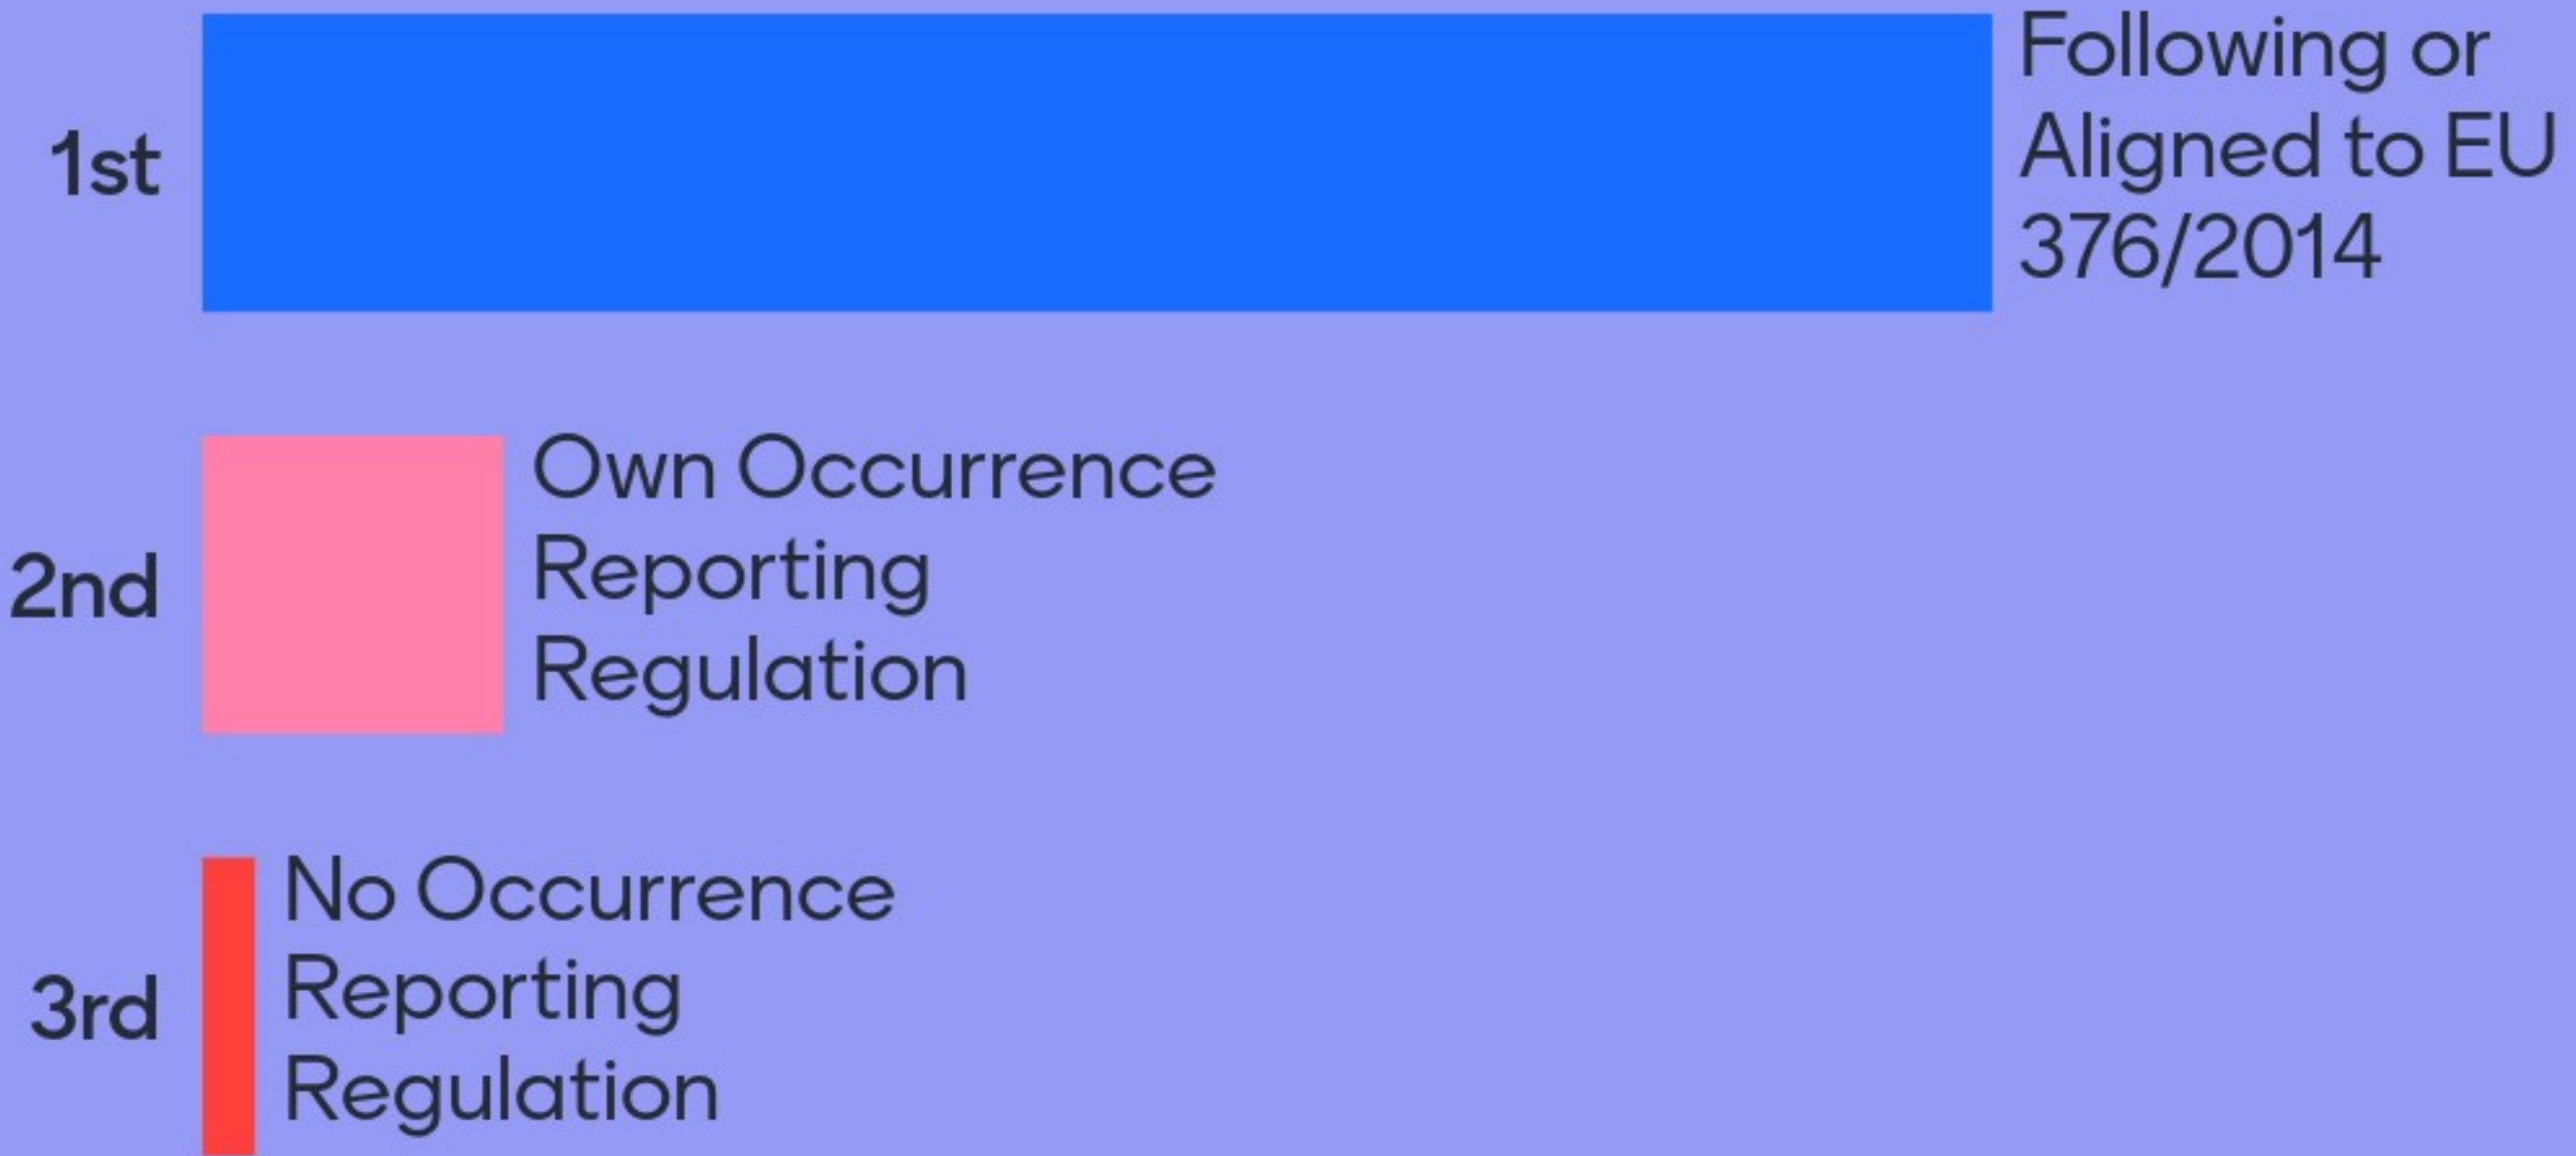 1st
Following or
Aligned to EU
376/2014
2nd
Own Occurrence
Reporting
Regulation
3rd
No Occurrence
Reporting
Regulation